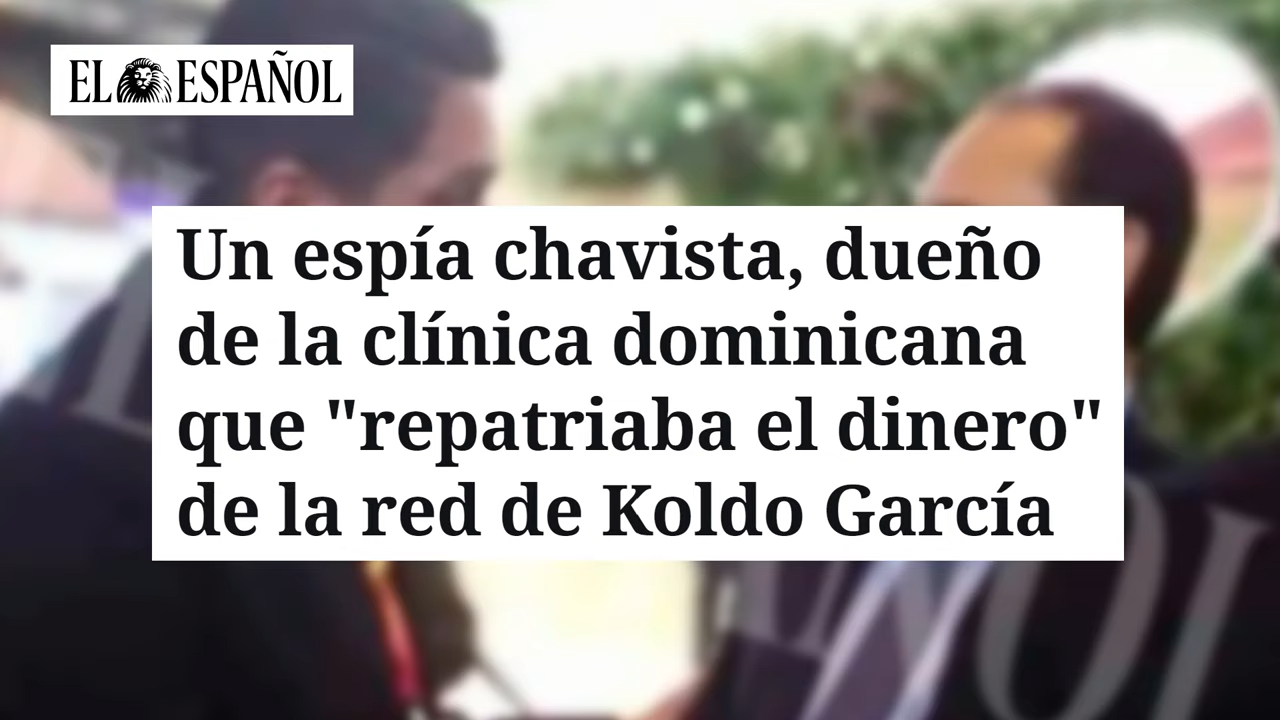 EL ESPAÑOL
Un espía chavista, dueño
de la clínica dominicana
que "repatriaba el dinero"
de la red de Koldo García